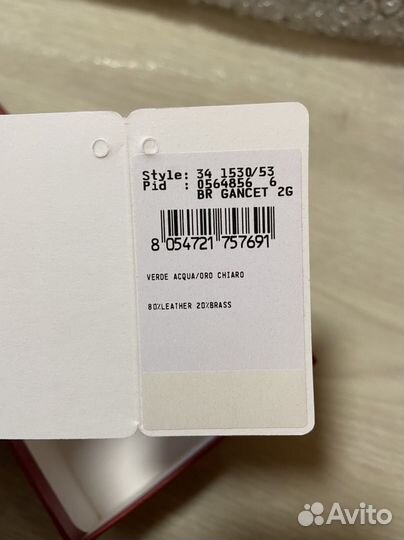 Style: 34 1530/53
Pid : 0564856 6
BR GANCET 2G
8 054721 757691
VERDE ACQUA/ORO CHIARO
80%LEATHER 20%BRASS
Avito